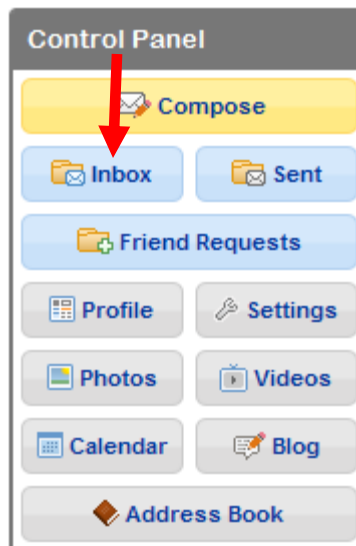 Control Panel
Compose
Inbox Sent
Friend Requests
Profile Settings
Photos Videos
Calendar Blog
Address Book